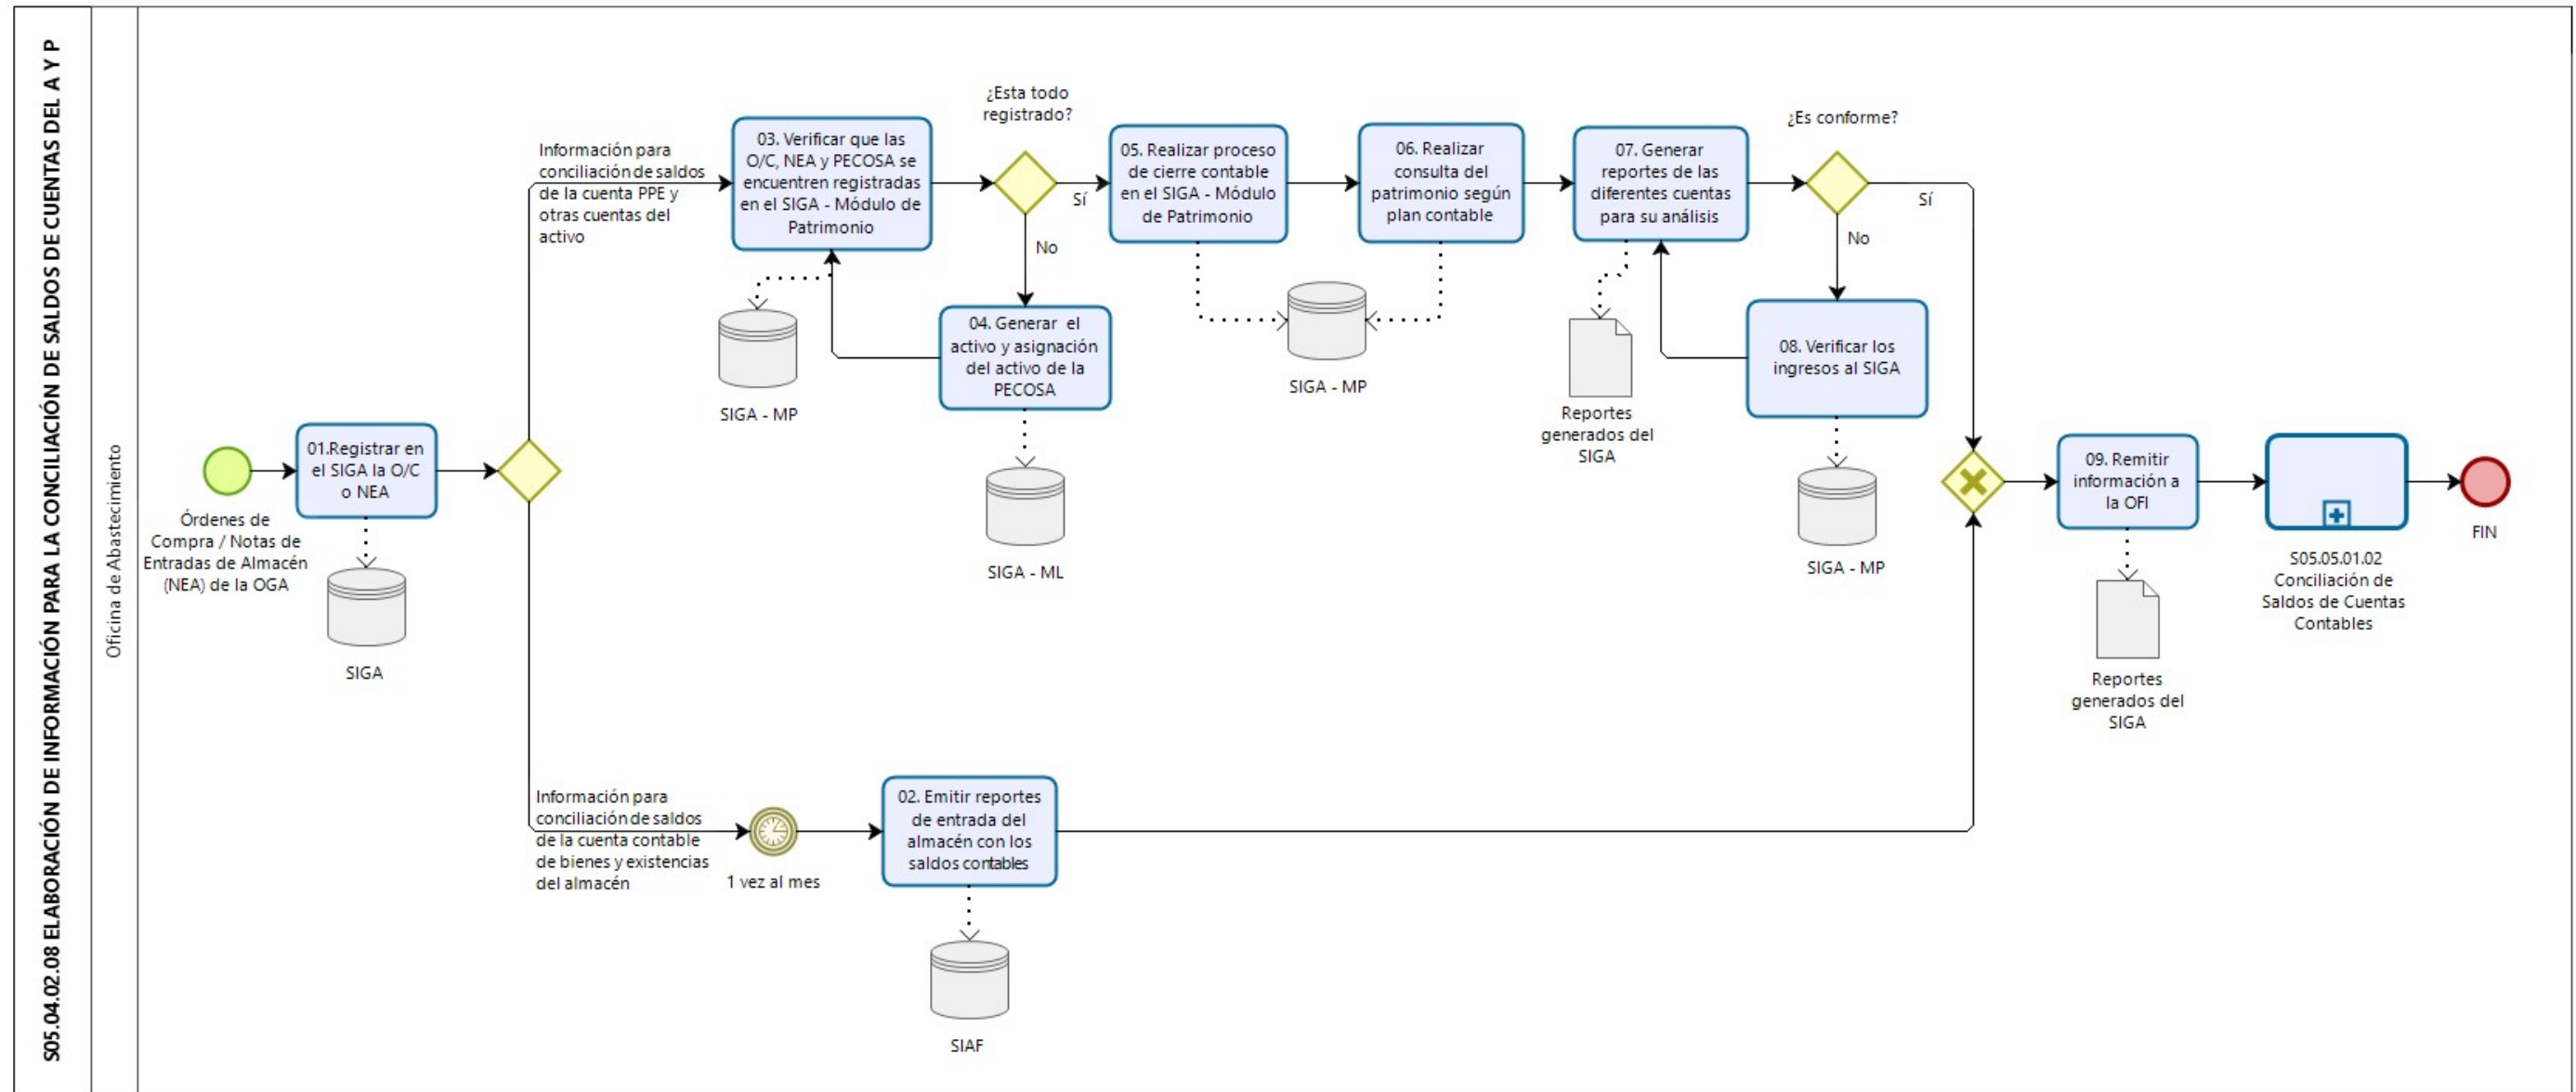 S05.04.02.08 ELABORACIÓN DE INFORMACIÓN PARA LA CONCILIACIÓN DE SALDOS DE CUENTAS DEL A Y P
Oficina de Abastecimiento
Órdenes de
Compra / Notas de
Entradas de Almacén
(NEA) de la OGA
01.Registrar en
el SIGA la O/C
o NEA
SIGA
Información para
conciliación de saldos
de la cuenta PPE y
otras cuentas del
activo
03. Verificar que las
O/C, NEA y PECOSA se
encuentren registradas
en el SIGA - Módulo de
Patrimonio
SIGA - MP
¿Esta todo
registrado?
Sí
No
04. Generar  el
activo y asignación
del activo de la
PECOSA
SIGA - ML
05. Realizar proceso
de cierre contable
en el SIGA - Módulo
de Patrimonio
06. Realizar
consulta del
patrimonio según
plan contable
SIGA - MP
07. Generar
reportes de las
diferentes cuentas
para su análisis
Reportes
generados del
SIGA
¿Es conforme?
Sí
No
08. Verificar los
ingresos al SIGA
SIGA - MP
Información para
conciliación de saldos
de la cuenta contable
de bienes y existencias
del almacén
1 vez al mes
02. Emitir reportes
de entrada del
almacén con los
saldos contables
SIAF
09. Remitir
información a
la OFI
Reportes
generados del
SIGA
S05.05.01.02
Conciliación de
Saldos de Cuentas
Contables
FIN